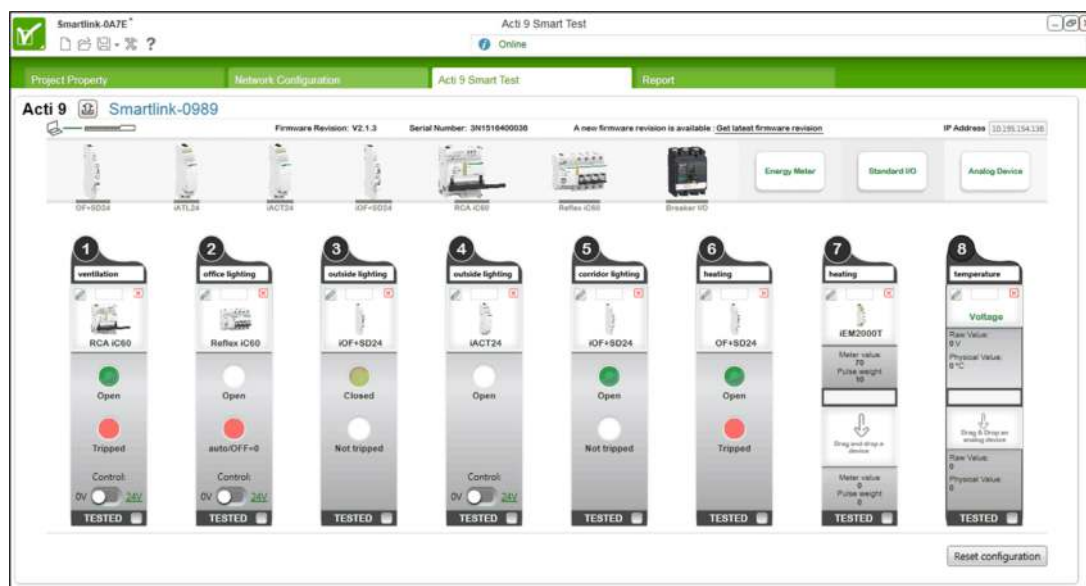 Smartlink-0A7E*
Acti 9 Smart Test
?
Online
Project Property
Network Configuration
Acti 9 Smart Test
Report
Acti 9 Smartlink-0989
Firmware Revision: V2.1.3
Serial Number: 3N1516400036
A new firmware revision is available : Get latest firmware revision
IP Address 10.195.154.136
OF+SD24
iATL24
iACT24
iOF+SD24
RCA iC60
Reflex iC60
Breaker I/O
Energy Meter
Standard I/O
Analog Device
1
ventilation
RCA iC60
Open
Tripped
Control:
0V 24V
TESTED
2
office lighting
Reflex iC60
Open
auto/OFF=0
Control:
0V 24V
TESTED
3
outside lighting
iOF+SD24
Closed
Not tripped
TESTED
4
outside lighting
iACT24
Open
Control:
0V 24V
TESTED
5
corridor lighting
iOF+SD24
Open
Not tripped
TESTED
6
heating
OF+SD24
Open
Tripped
TESTED
7
heating
iEM2000T
Meter value
70
Pulse weight
10
Drag and drop a
device
Meter value
0
Pulse weight
0
TESTED
8
temperature
Voltage
Raw Value:
0 V
Physical Value:
0 °C
Drag & Drop an
analog device
Raw Value:
0
Physical Value:
0
TESTED
Reset configuration